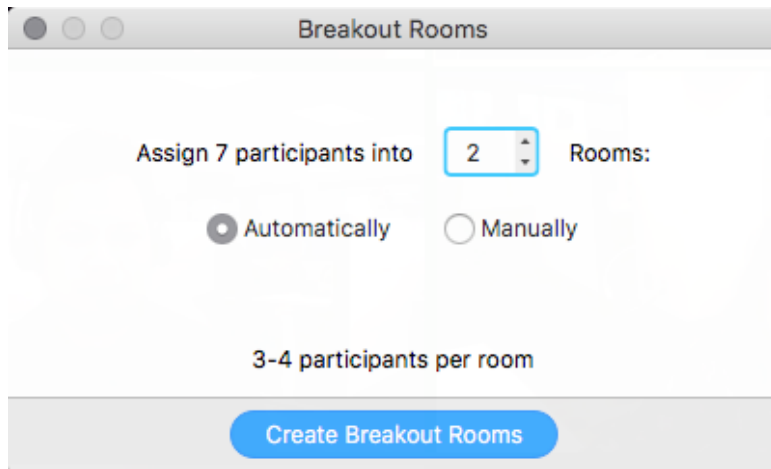 Breakout Rooms
Assign 7 participants into 2 Rooms:
Automatically Manually
3-4 participants per room
Create Breakout Rooms